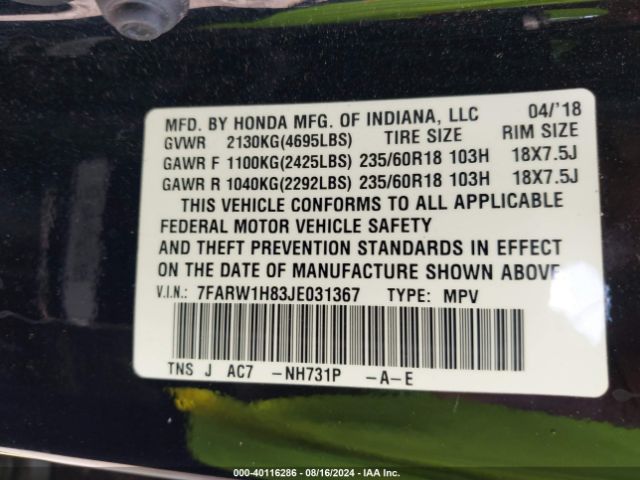 MFD. BY HONDA MFG. OF INDIANA, LLC 04/'18
GVWR 2130KG(4695LBS) TIRE SIZE RIM SIZE
GAWR F 1100KG(2425LBS) 235/60R18 103H 18X7.5J
GAWR R 1040KG(2292LBS) 235/60R18 103H 18X7.5J
THIS VEHICLE CONFORMS TO ALL APPLICABLE
FEDERAL MOTOR VEHICLE SAFETY
AND THEFT PREVENTION STANDARDS IN EFFECT
ON THE DATE OF MANUFACTURE SHOWN ABOVE.
V.I.N.: 7FARW1H83JE031367 TYPE: MPV
TNS J AC7 -NH731P -A-E
000-40116286 - 08/16/2024 - IAA Inc.